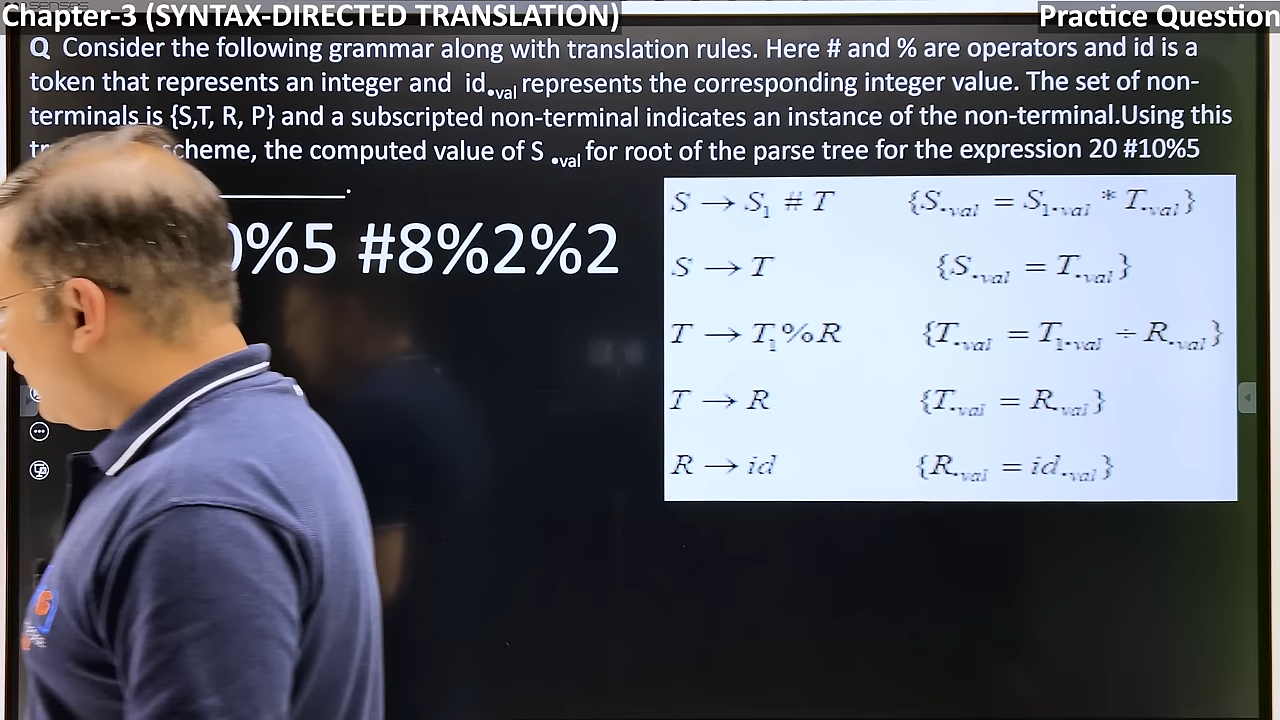 Chapter-3 (SYNTAX-DIRECTED TRANSLATION)
Practice Question
Q Consider the following grammar along with translation rules. Here # and % are operators and id is a
token that represents an integer and id.val represents the corresponding integer value. The set of non-
terminals is {S,T, R, P} and a subscripted non-terminal indicates an instance of the non-terminal.Using this
scheme, the computed value of S .val for root of the parse tree for the expression 20 #10%5
%5 #8%2%2
S → S1 # T {S.val = S1.val * T.val}
S → T {S.val = T.val}
T → T1%R {T.val = T1.val ÷ R.val}
T → R {T.val = R.val}
R → id {R.val = id.val}